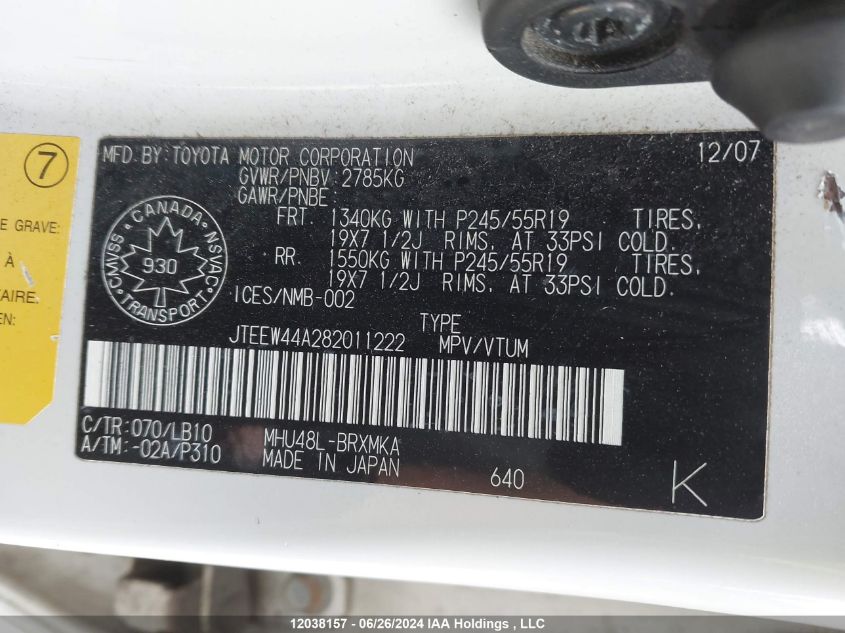 7
E GRAVE:
À
TAIRE.
EN:
MFD.BY:TOYOTA MOTOR CORPORATION 12/07
GVWR/PNBV 2785KG
GAWR/PNBE
FRT. 1340KG WITH P245/55R19 TIRES.
19X7 1/2J RIMS. AT 33PSI COLD.
RR. 1550KG WITH P245/55R19 TIRES.
19X7 1/2J RIMS. AT 33PSI COLD.
ICES/NMB-002
CANADA
CMVSS NSVAC
930
TRANSPORT
TYPE
JTEEW44A282011222 MPV/VTUM
C/TR:070/LB10 MHU48L-BRXMKA
A/TM:-02A/P310 MADE IN JAPAN
640 K
12038157 - 06/26/2024 IAA Holdings , LLC